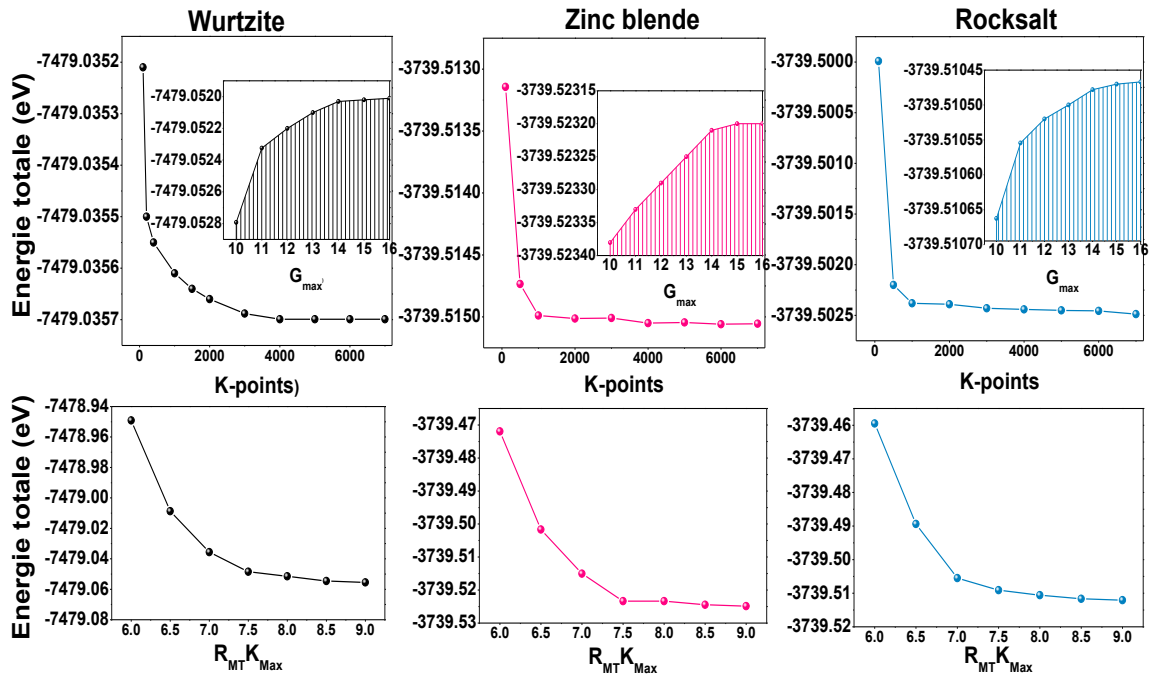 Wurtzite
Zinc blende
Rocksalt
Energie totale (eV)
-7479.0352
-7479.0353
-7479.0354
-7479.0355
-7479.0356
-7479.0357
0 2000 4000 6000
K-points)
-7479.0520
-7479.0522
-7479.0524
-7479.0526
-7479.0528
10 11 12 13 14 15 16
G max)
-3739.5130
-3739.5135
-3739.5140
-3739.5145
-3739.5150
0 2000 4000 6000
K-points
-3739.52315
-3739.52320
-3739.52325
-3739.52330
-3739.52335
-3739.52340
10 11 12 13 14 15 16
G max
-3739.5000
-3739.5005
-3739.5010
-3739.5015
-3739.5020
-3739.5025
0 2000 4000 6000
K-points
-3739.51045
-3739.51050
-3739.51055
-3739.51060
-3739.51065
-3739.51070
10 11 12 13 14 15 16
G max
Energie totale (eV)
-7478.94
-7478.96
-7478.98
-7479.00
-7479.02
-7479.04
-7479.06
-7479.08
6.0 6.5 7.0 7.5 8.0 8.5 9.0
R MT K Max
-3739.47
-3739.48
-3739.49
-3739.50
-3739.51
-3739.52
-3739.53
6.0 6.5 7.0 7.5 8.0 8.5 9.0
R MT K Max
-3739.46
-3739.47
-3739.48
-3739.49
-3739.50
-3739.51
-3739.52
6.0 6.5 7.0 7.5 8.0 8.5 9.0
R MT K Max